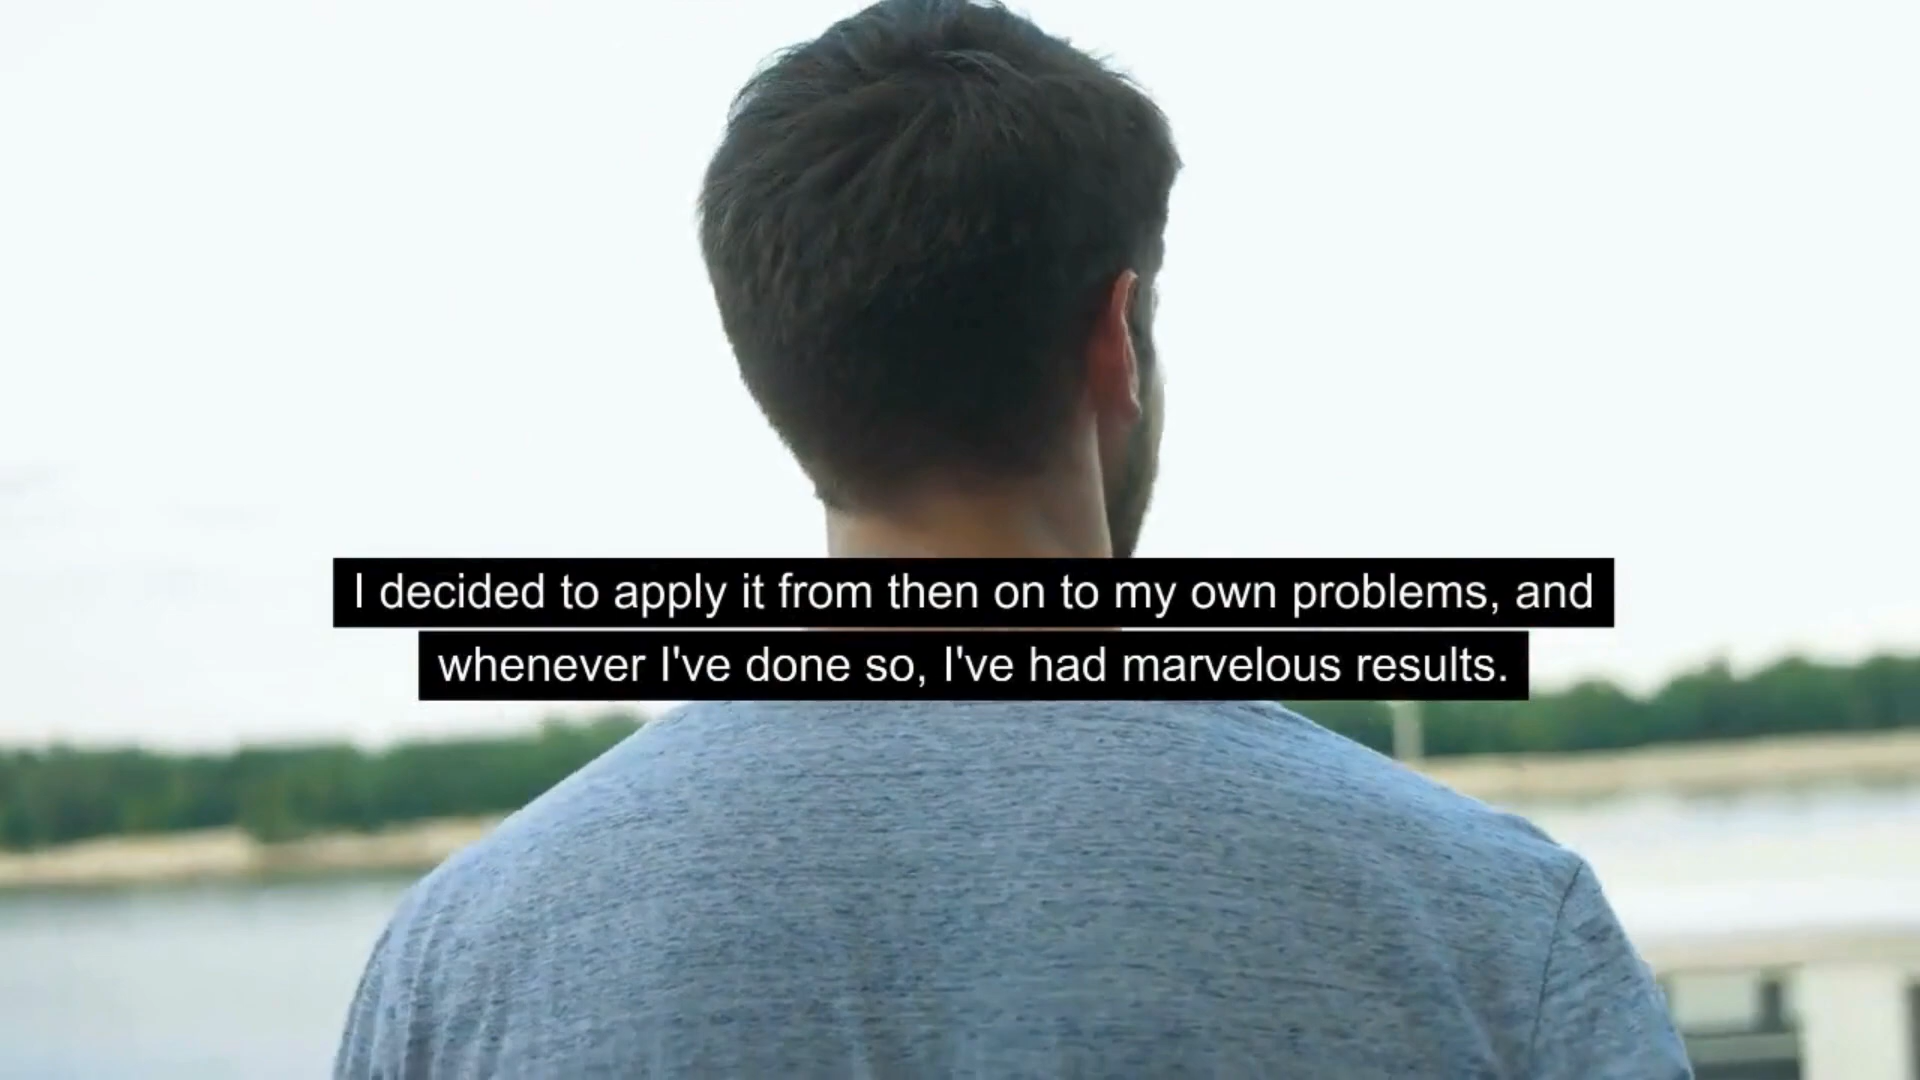 I decided to apply it from then on to my own problems, and
whenever I've done so, I've had marvelous results.